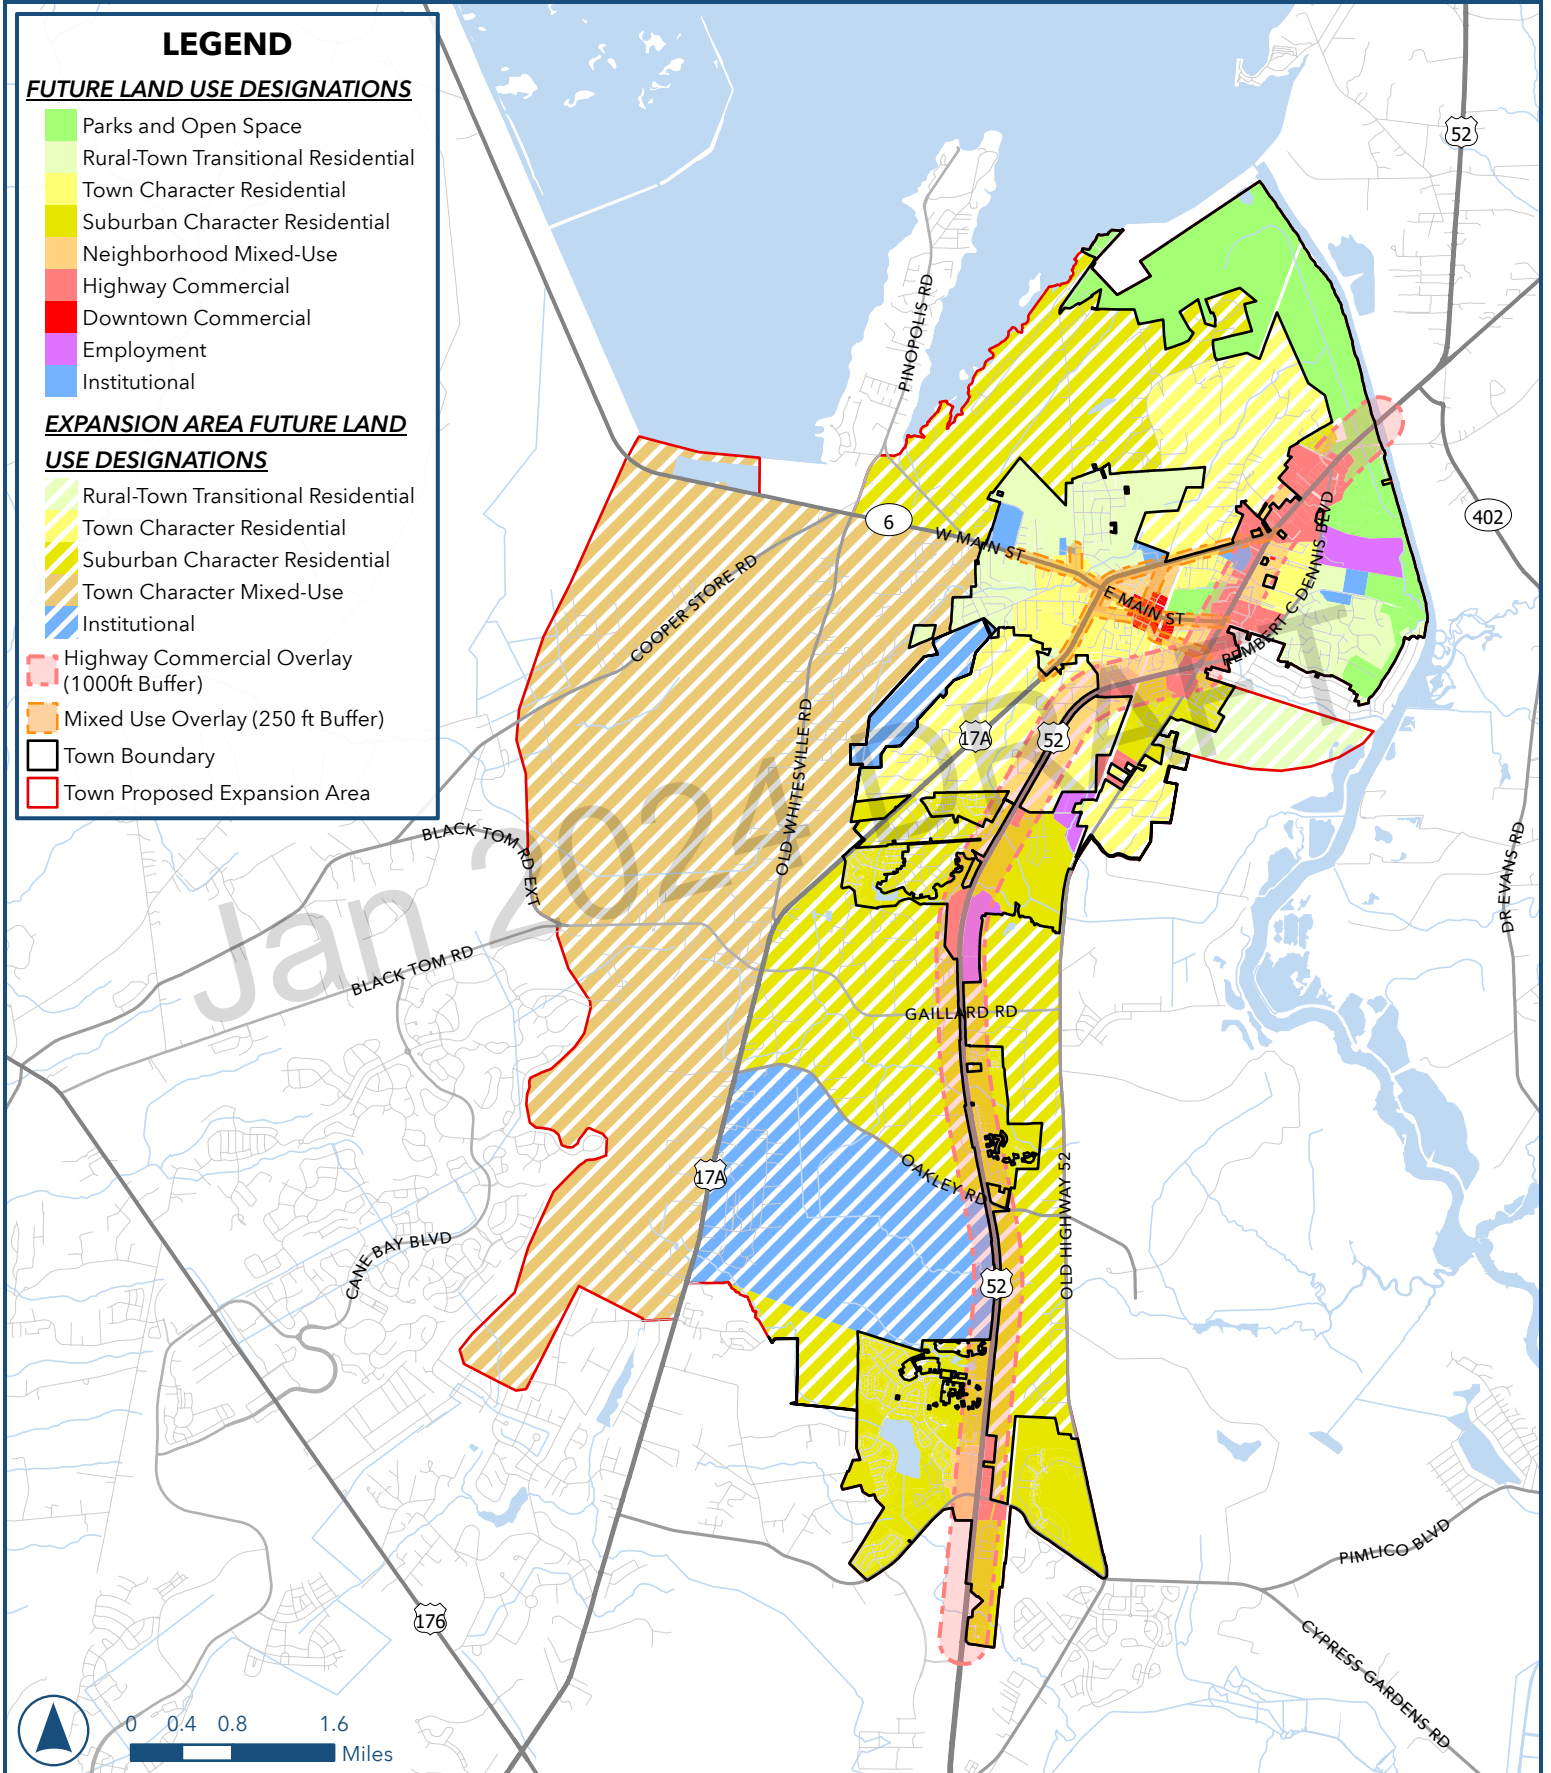 LEGEND
FUTURE LAND USE DESIGNATIONS
Parks and Open Space
Rural-Town Transitional Residential
Town Character Residential
Suburban Character Residential
Neighborhood Mixed-Use
Highway Commercial
Downtown Commercial
Employment
Institutional
EXPANSION AREA FUTURE LAND
USE DESIGNATIONS
Rural-Town Transitional Residential
Town Character Residential
Suburban Character Residential
Town Character Mixed-Use
Institutional
Highway Commercial Overlay
(1000ft Buffer)
Mixed Use Overlay (250 ft Buffer)
Town Boundary
Town Proposed Expansion Area
52
PINOPOLIS RD
402
6
W MAIN ST
E MAIN ST
REMBERT C DENNIS BLVD
COOPER STORE RD
OLD WHITESVILLE RD
17A
52
Jan 2024 DRAFT
BLACK TOM RD EXT
BLACK TOM RD
DR EVANS RD
GAILLARD RD
OAKLEY RD
OLD HIGHWAY 52
17A
CANE BAY BLVD
52
176
PIMLICO BLVD
CYPRESS GARDENS RD
0 0.4 0.8 1.6
Miles